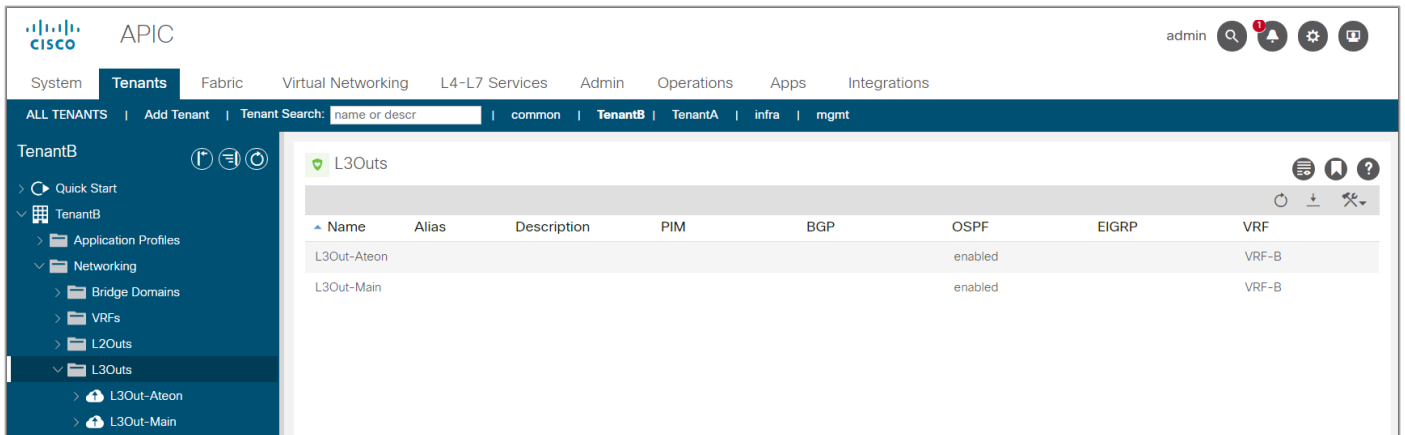 CISCO APIC admin 1
System Tenants Fabric Virtual Networking L4-L7 Services Admin Operations Apps Integrations
ALL TENANTS | Add Tenant | Tenant Search: name or descr | common | TenantB | TenantA | infra | mgmt
TenantB
Quick Start
TenantB
Application Profiles
Networking
Bridge Domains
VRFs
L2Outs
L3Outs
L3Out-Ateon
L3Out-Main
L3Outs
Name Alias Description PIM BGP OSPF EIGRP VRF
L3Out-Ateon enabled VRF-B
L3Out-Main enabled VRF-B